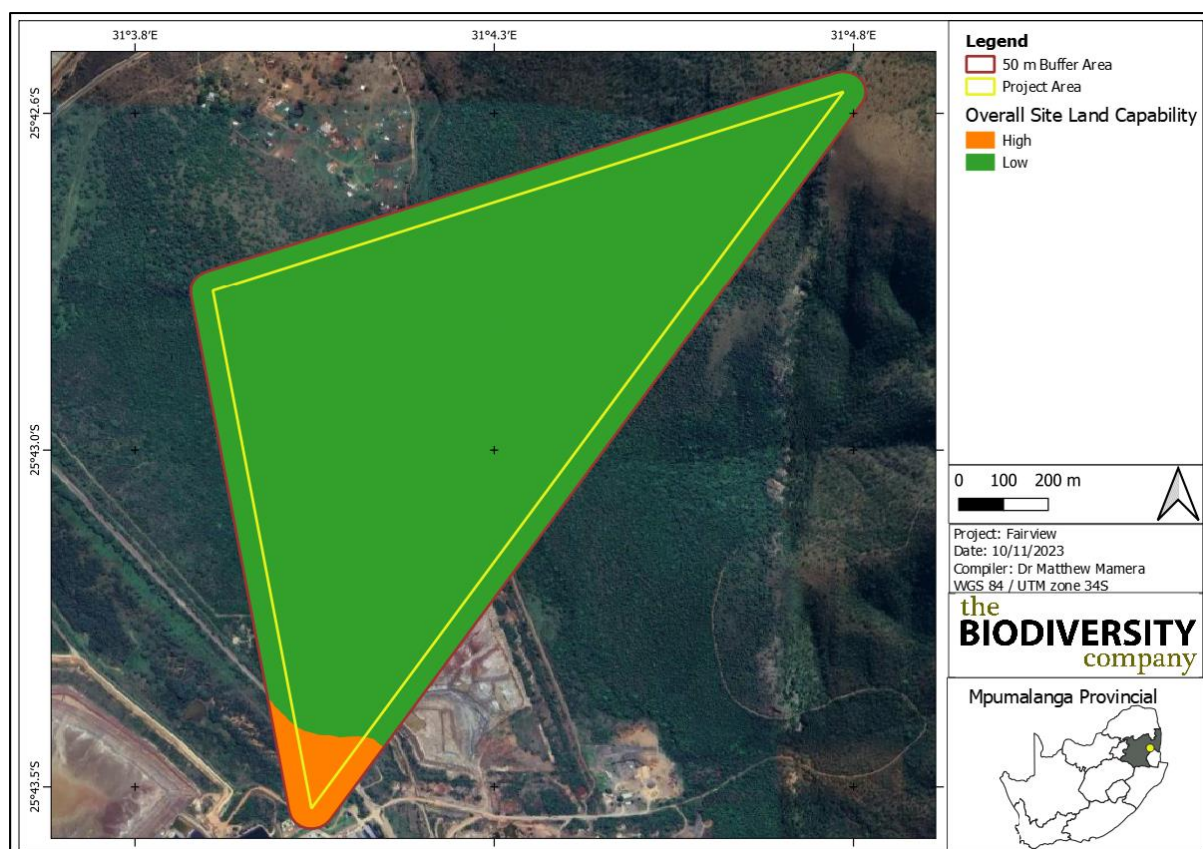 31°3.8'E
31°4.3'E
31°4.8'E
25°42.6'S
25°43.0'S
25°43.5'S
Legend
50 m Buffer Area
Project Area
Overall Site Land Capability
High
Low
0 100 200 m
Project: Fairview
Date: 10/11/2023
Compiler: Dr Matthew Mamera
WGS 84 / UTM zone 34S
the
BIODIVERSITY
company
Mpumalanga Provincial